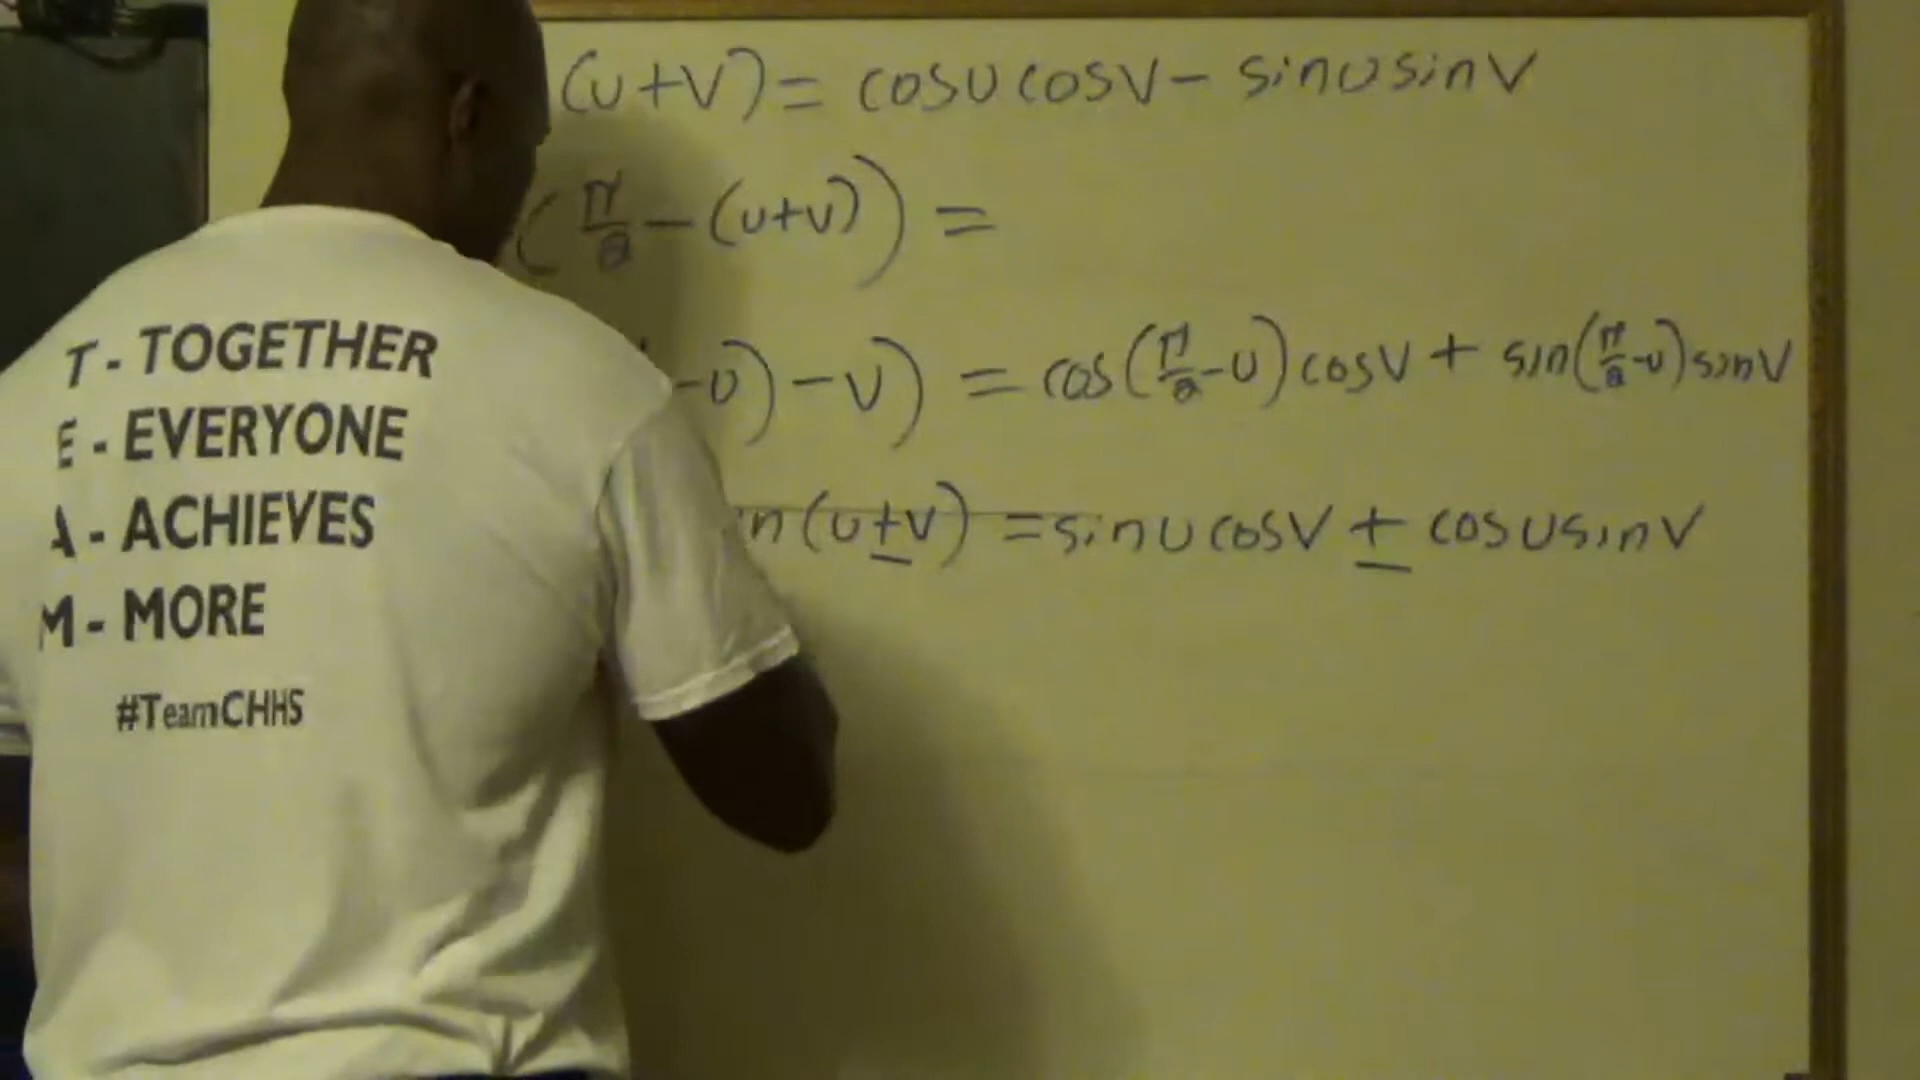 (u+v) = cosu cosv - sinu sinv
(π/2 - (u+v)) =
-u) - v) = cos(π/2 - u) cosv + sin(π/2 - u) sinv
n(u+v) = sinu cosv + cosu sinv
T - TOGETHER
E - EVERYONE
A - ACHIEVES
M - MORE
#TeamCHHS